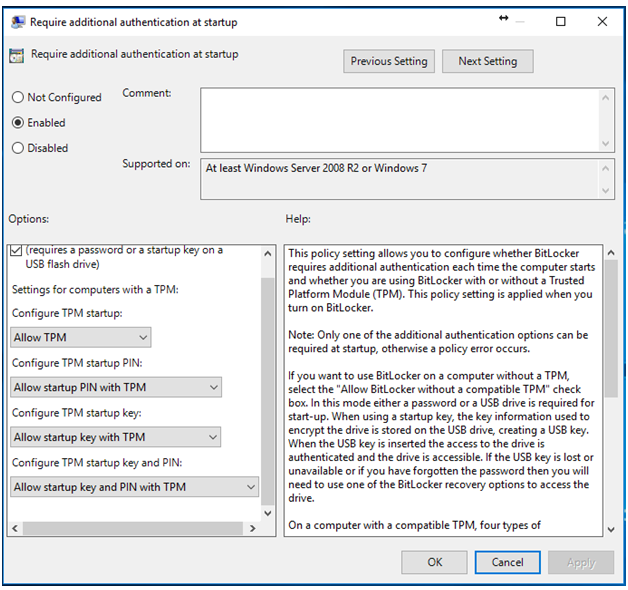 Require additional authentication at startup
Require additional authentication at startup
Previous Setting
Next Setting
Not Configured
Enabled
Disabled
Comment:
Supported on:
At least Windows Server 2008 R2 or Windows 7
Options:
Help:
(requires a password or a startup key on a
USB flash drive)
Settings for computers with a TPM:
Configure TPM startup:
Allow TPM
Configure TPM startup PIN:
Allow startup PIN with TPM
Configure TPM startup key:
Allow startup key with TPM
Configure TPM startup key and PIN:
Allow startup key and PIN with TPM
This policy setting allows you to configure whether BitLocker
requires additional authentication each time the computer starts
and whether you are using BitLocker with or without a Trusted
Platform Module (TPM). This policy setting is applied when you
turn on BitLocker.
Note: Only one of the additional authentication options can be
required at startup, otherwise a policy error occurs.
If you want to use BitLocker on a computer without a TPM,
select the "Allow BitLocker without a compatible TPM" check
box. In this mode either a password or a USB drive is required for
start-up. When using a startup key, the key information used to
encrypt the drive is stored on the USB drive, creating a USB key.
When the USB key is inserted the access to the drive is
authenticated and the drive is accessible. If the USB key is lost or
unavailable or if you have forgotten the password then you will
need to use one of the BitLocker recovery options to access the
drive.
On a computer with a compatible TPM, four types of
OK
Cancel
Apply